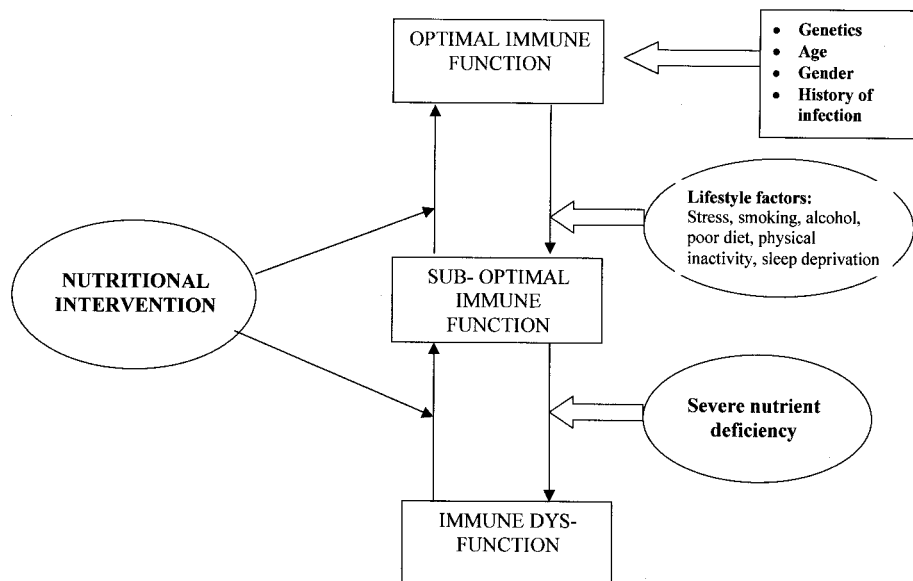 OPTIMAL IMMUNE
FUNCTION
• Genetics
• Age
• Gender
• History of
infection
Lifestyle factors:
Stress, smoking, alcohol,
poor diet, physical
inactivity, sleep deprivation
NUTRITIONAL
INTERVENTION
SUB- OPTIMAL
IMMUNE
FUNCTION
Severe nutrient
deficiency
IMMUNE DYS-
FUNCTION